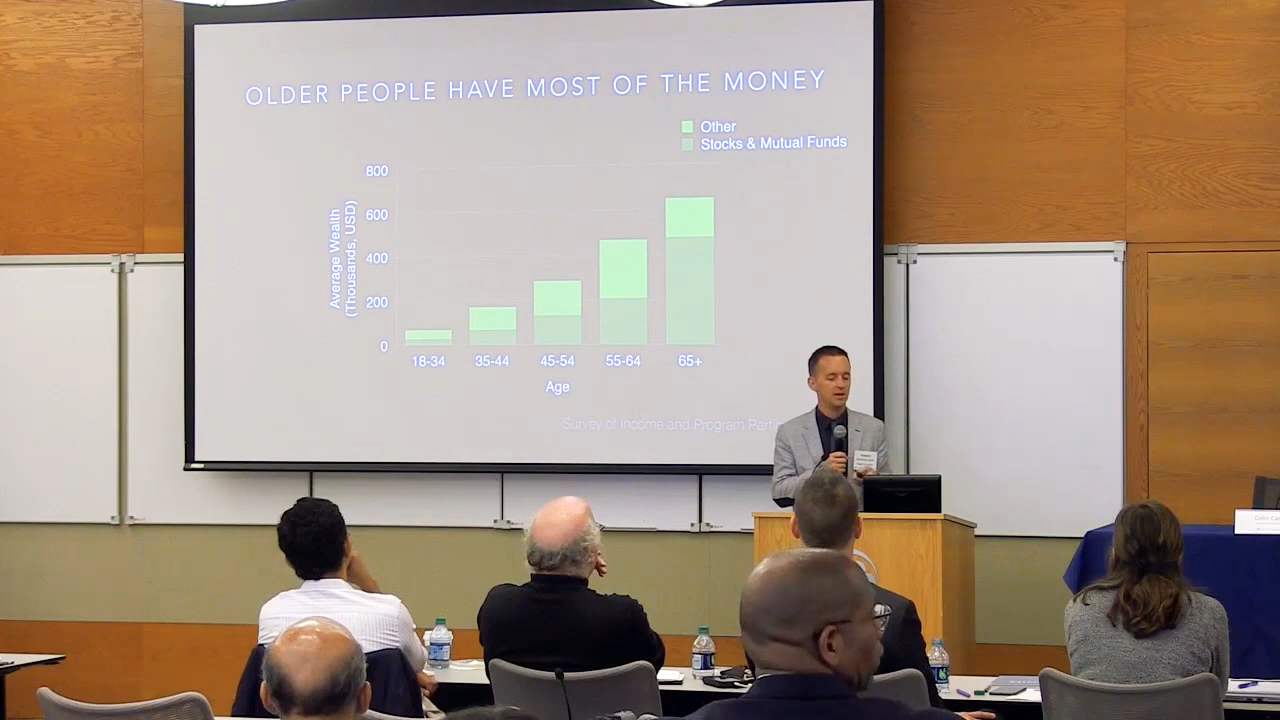 OLDER PEOPLE HAVE MOST OF THE MONEY
Other
Stocks & Mutual Funds
Average Wealth
(Thousands, USD)
800
600
400
200
0
18-34 35-44 45-54 55-64 65+
Age
Survey of Income and Program